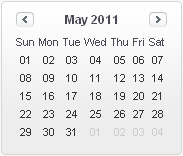 May 2011
Sun Mon Tue Wed Thu Fri Sat
01 02 03 04 05 06 07
08 09 10 11 12 13 14
15 16 17 18 19 20 21
22 23 24 25 26 27 28
29 30 31 01 02 03 04